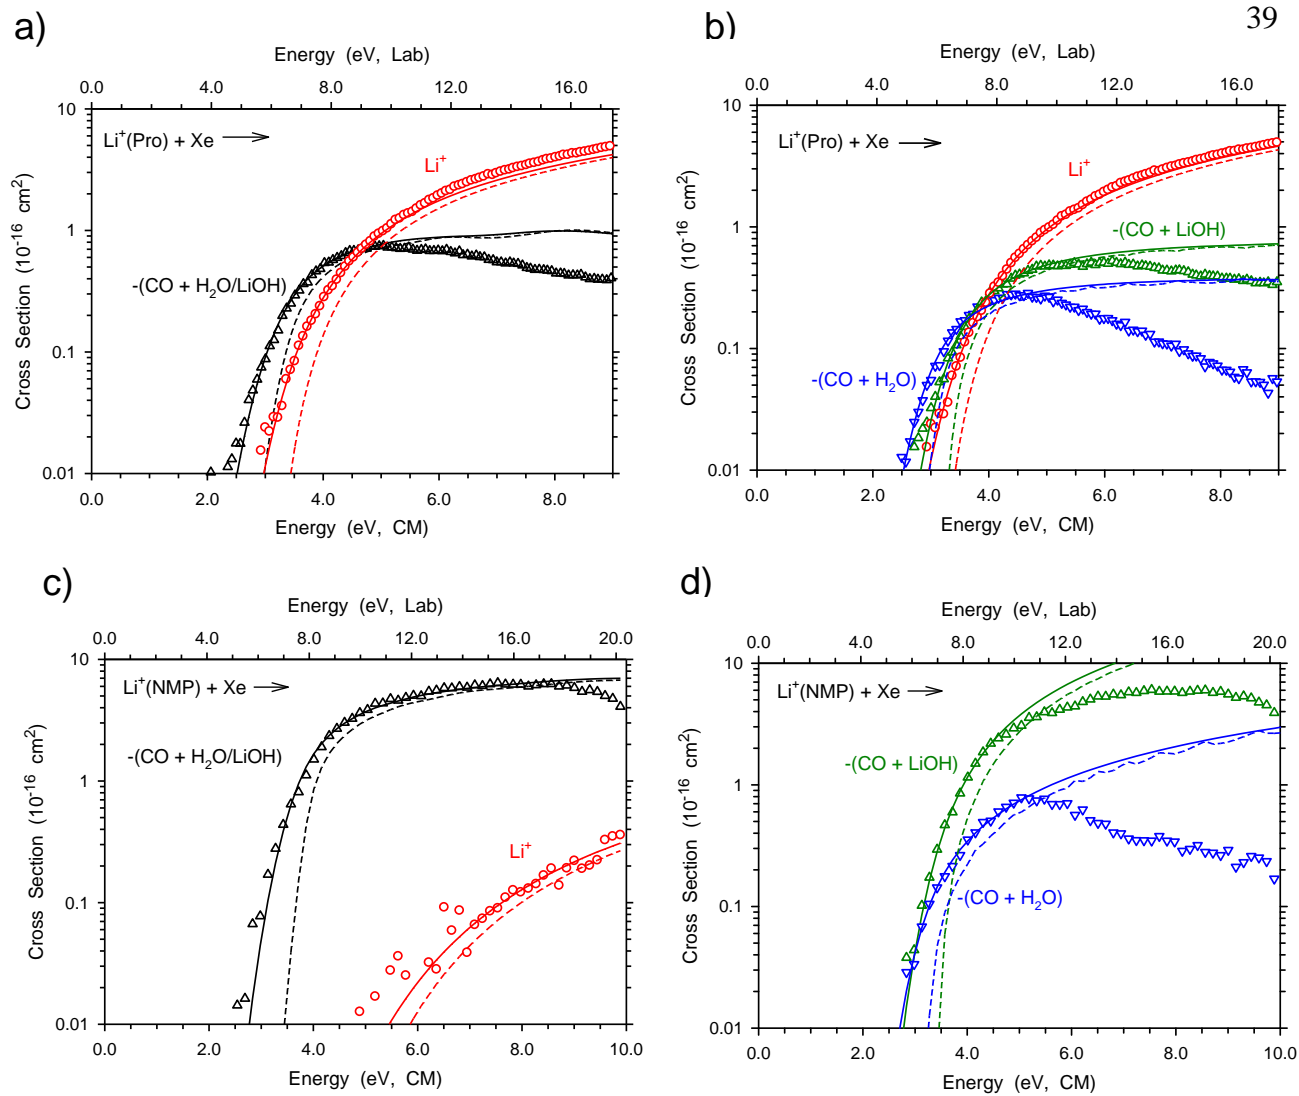 39
a)
Energy (eV, Lab)
0.0 4.0 8.0 12.0 16.0
10
1
0.1
0.01
Cross Section (10⁻¹⁶ cm²)
Li⁺(Pro) + Xe
Li⁺
-(CO + H₂O/LiOH)
0.0 2.0 4.0 6.0 8.0
Energy (eV, CM)
b)
Energy (eV, Lab)
0.0 4.0 8.0 12.0 16.0
10
1
0.1
0.01
Cross Section (10⁻¹⁶ cm²)
Li⁺(Pro) + Xe
Li⁺
-(CO + LiOH)
-(CO + H₂O)
0.0 2.0 4.0 6.0 8.0
Energy (eV, CM)
c)
Energy (eV, Lab)
0.0 4.0 8.0 12.0 16.0 20.0
10
1
0.1
0.01
Cross Section (10⁻¹⁶ cm²)
Li⁺(NMP) + Xe
-(CO + H₂O/LiOH)
Li⁺
0.0 2.0 4.0 6.0 8.0 10.0
Energy (eV, CM)
d)
Energy (eV, Lab)
0.0 4.0 8.0 12.0 16.0 20.0
10
1
0.1
0.01
Cross Section (10⁻¹⁶ cm²)
Li⁺(NMP) + Xe
-(CO + LiOH)
-(CO + H₂O)
0.0 2.0 4.0 6.0 8.0 10.0
Energy (eV, CM)